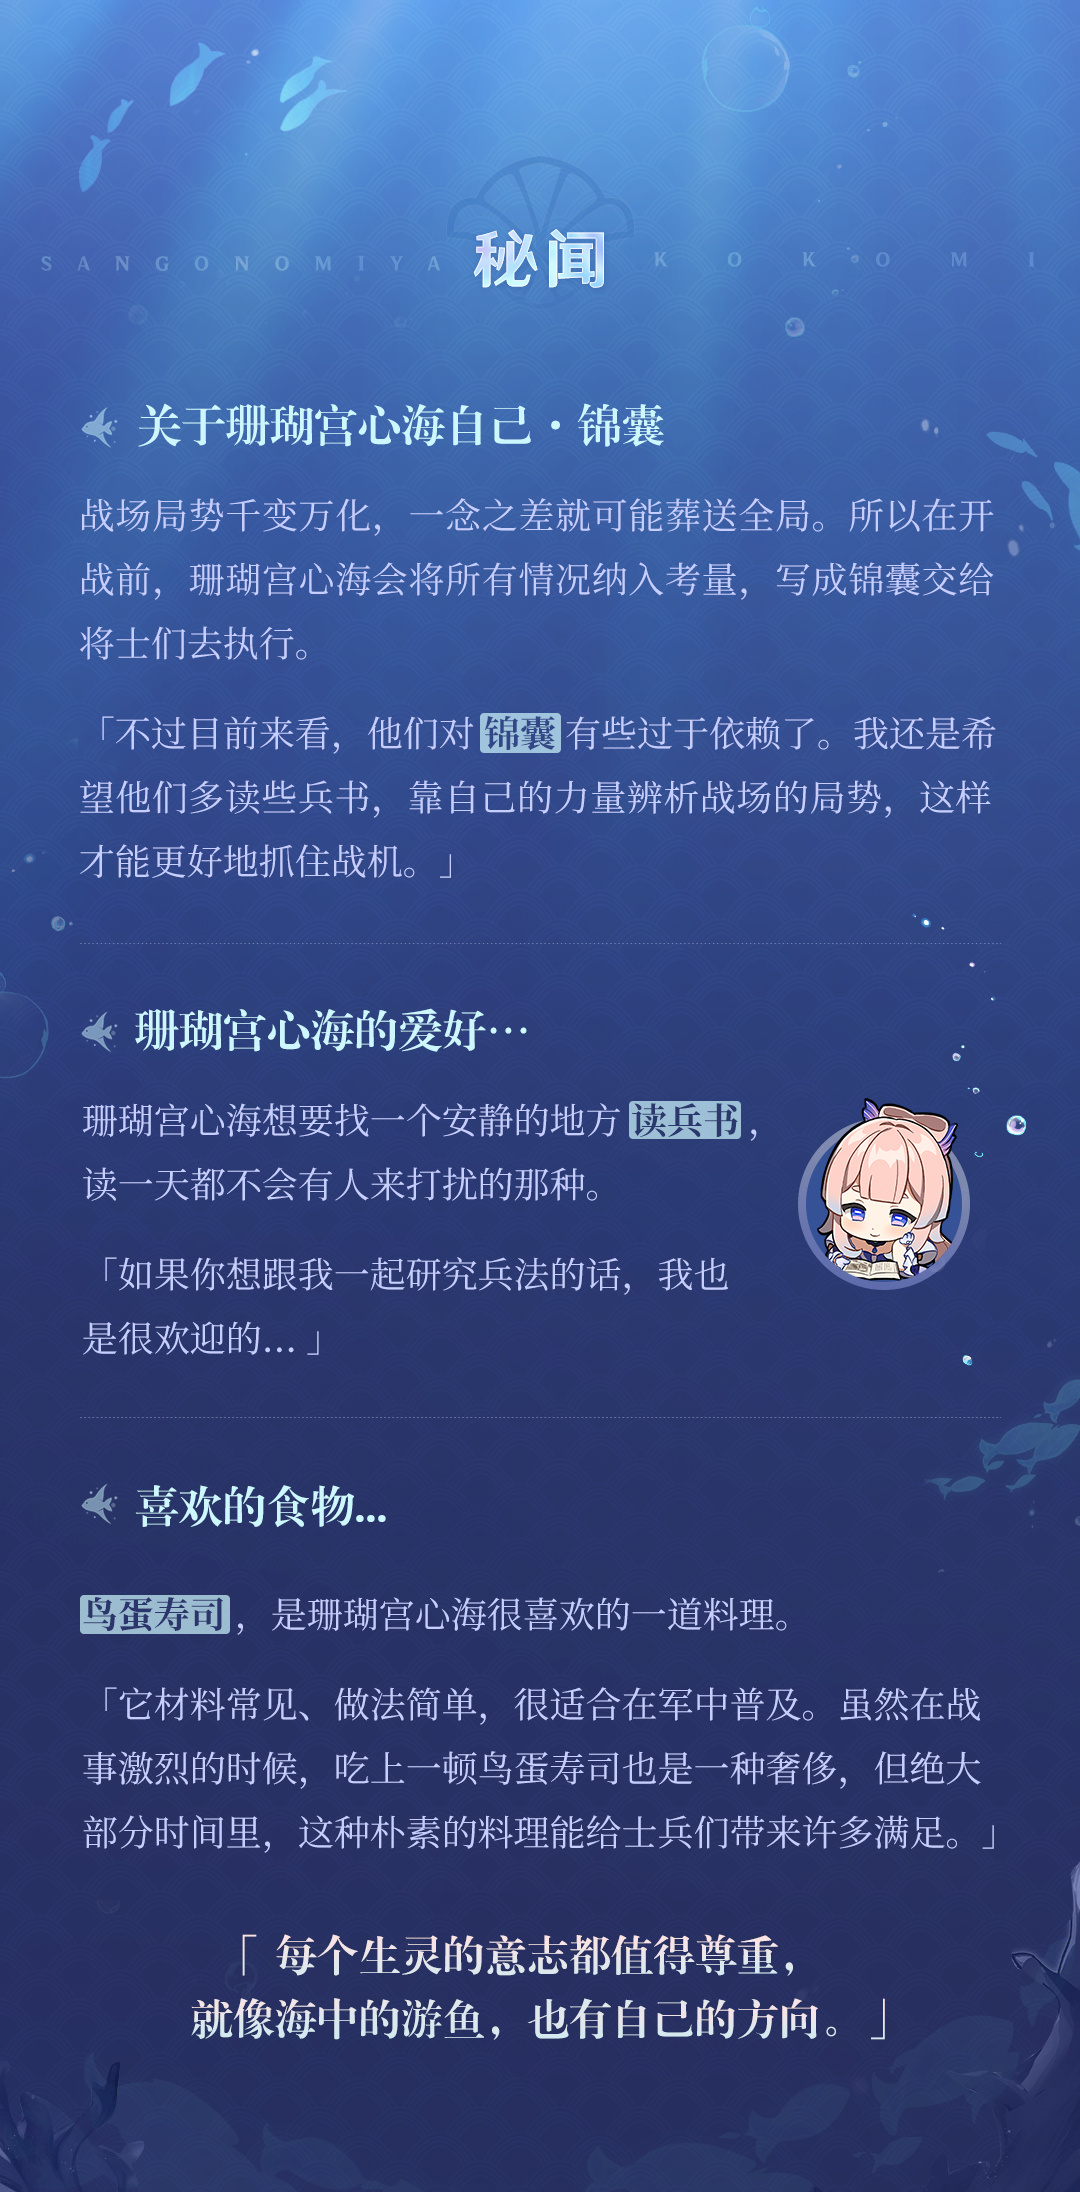 SANGONOMIYA 秘闻 KOKOMI
关于珊瑚宫心海自己·锦囊
战场局势千变万化，一念之差就可能葬送全局。所以在开
战前，珊瑚宫心海会将所有情况纳入考量，写成锦囊交给
将士们去执行。
「不过目前来看，他们对锦囊有些过于依赖了。我还是希
望他们多读些兵书，靠自己的力量辨析战场的局势，这样
才能更好地抓住战机。」
珊瑚宫心海的爱好…
珊瑚宫心海想要找一个安静的地方读兵书，
读一天都不会有人来打扰的那种。
「如果你想跟我一起研究兵法的话，我也
是很欢迎的...」
喜欢的食物...
鸟蛋寿司，是珊瑚宫心海很喜欢的一道料理。
「它材料常见、做法简单，很适合在军中普及。虽然在战
事激烈的时候，吃上一顿鸟蛋寿司也是一种奢侈，但绝大
部分时间里，这种朴素的料理能给士兵们带来许多满足。」
「每个生灵的意志都值得尊重，
就像海中的游鱼，也有自己的方向。」